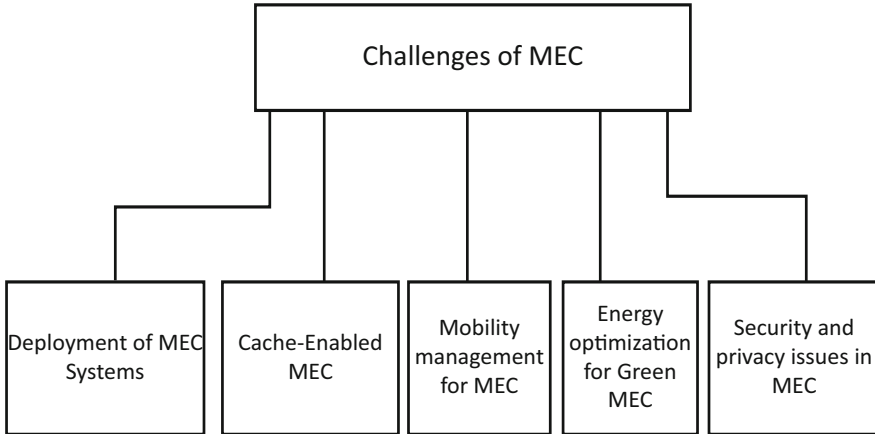 Challenges of MEC
Deployment of MEC
Systems
Cache-Enabled
MEC
Mobility
management
for MEC
Energy
optimization
for Green
MEC
Security and
privacy issues in
MEC